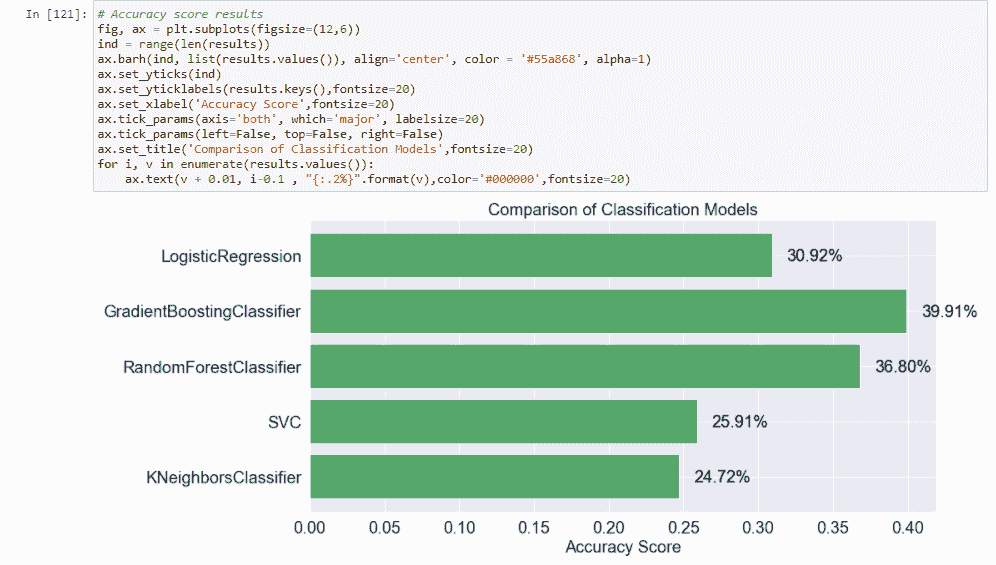 In [121]: # Accuracy score results
fig, ax = plt.subplots(figsize=(12,6))
ind = range(len(results))
ax.barh(ind, list(results.values()), align='center', color = '#55a868', alpha=1)
ax.set_yticks(ind)
ax.set_yticklabels(results.keys(),fontsize=20)
ax.set_xlabel('Accuracy Score',fontsize=20)
ax.tick_params(axis='both', which='major', labelsize=20)
ax.tick_params(left=False, top=False, right=False)
ax.set_title('Comparison of Classification Models',fontsize=20)
for i, v in enumerate(results.values()):
    ax.text(v + 0.01, i-0.1 , "{:.2%}".format(v),color='#000000',fontsize=20)
Comparison of Classification Models
LogisticRegression 30.92%
GradientBoostingClassifier 39.91%
RandomForestClassifier 36.80%
SVC 25.91%
KNeighborsClassifier 24.72%
0.00 0.05 0.10 0.15 0.20 0.25 0.30 0.35 0.40
Accuracy Score